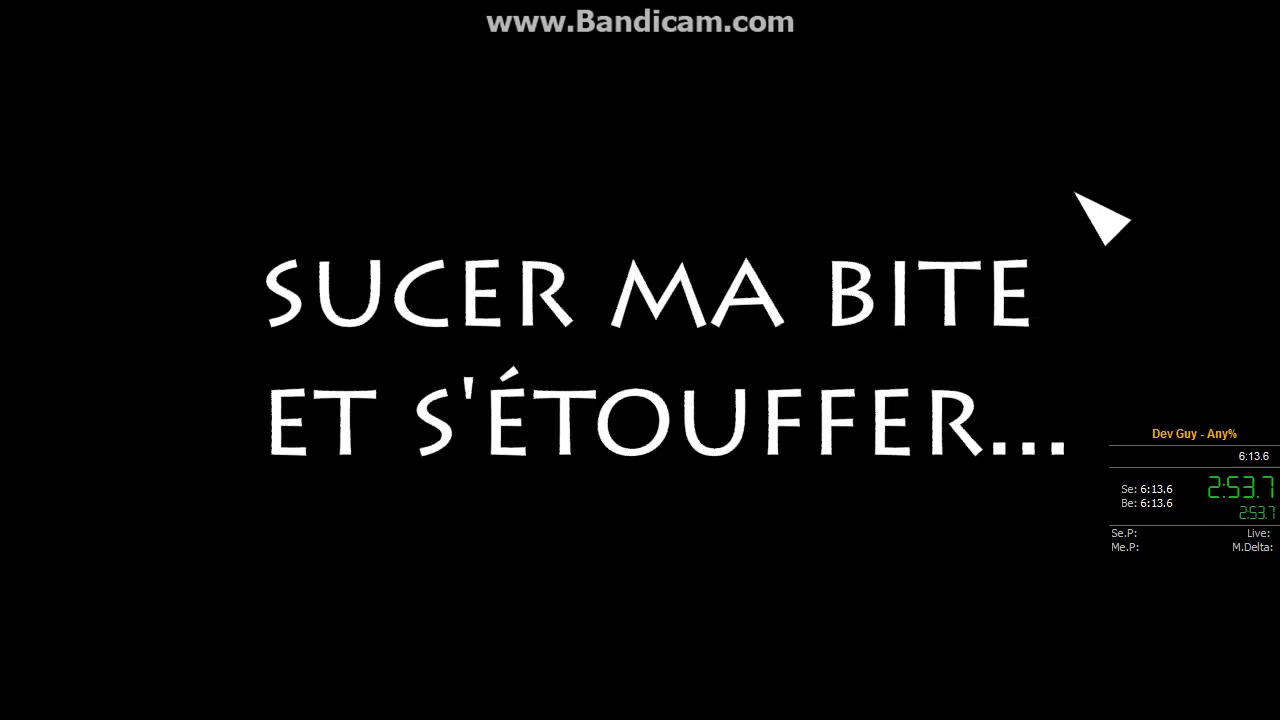 www.Bandicam.com
SUCER MA BITE
ET S'ÉTOUFFER...
Dev Guy - Any%
6:13.6
Se: 6:13.6 2:53.7
Be: 6:13.6 2:53.7
Se.P: Live:
Me.P: M.Delta: